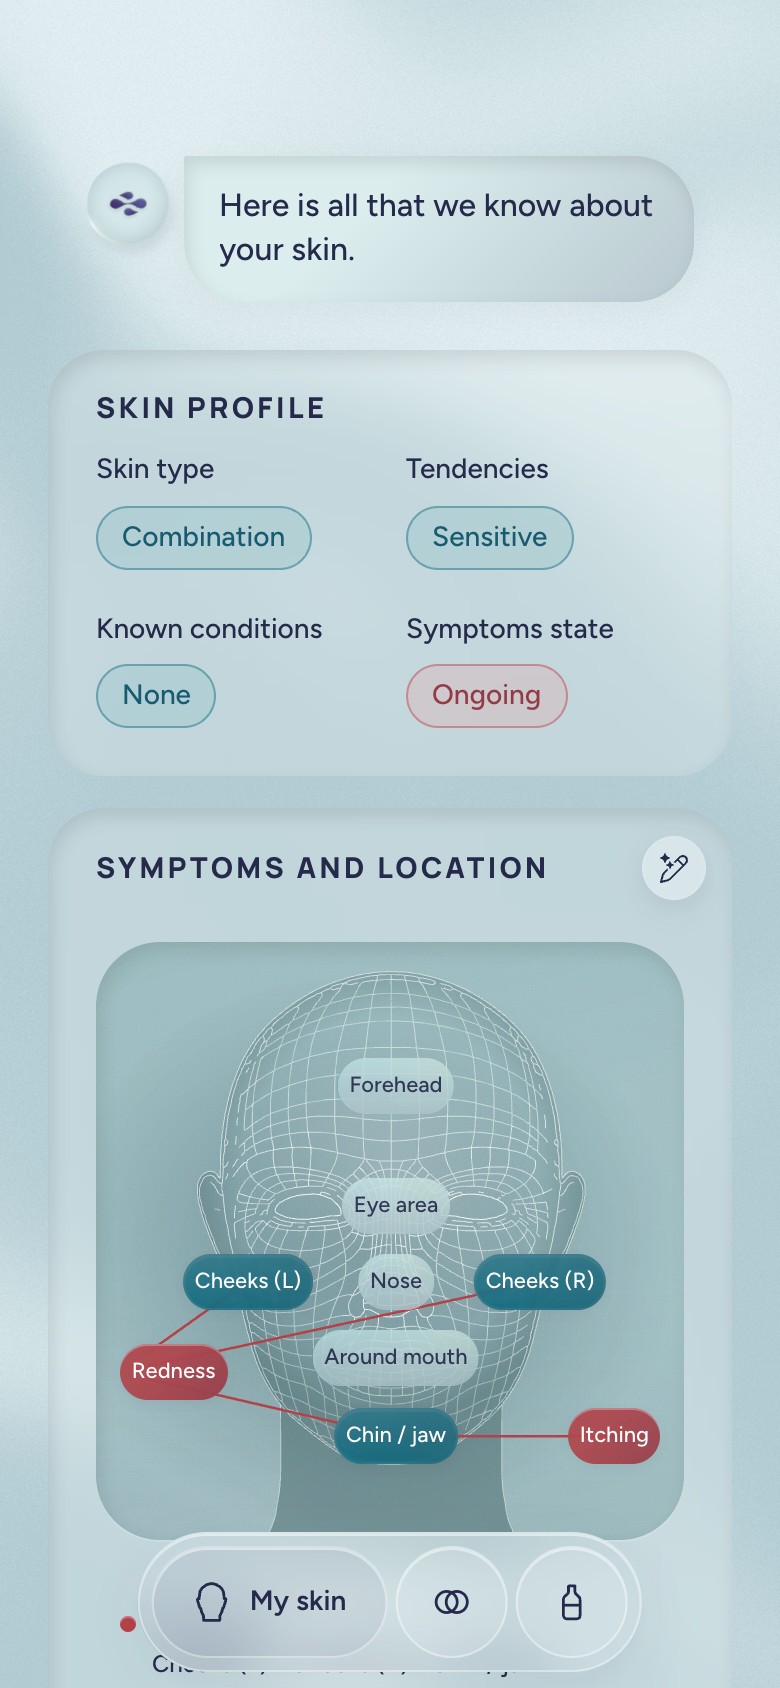 Here is all that we know about
your skin.
SKIN PROFILE
Skin type
Tendencies
Combination
Sensitive
Known conditions
Symptoms state
None
Ongoing
SYMPTOMS AND LOCATION
Forehead
Eye area
Cheeks (L)
Nose
Cheeks (R)
Around mouth
Redness
Chin / jaw
Itching
My skin